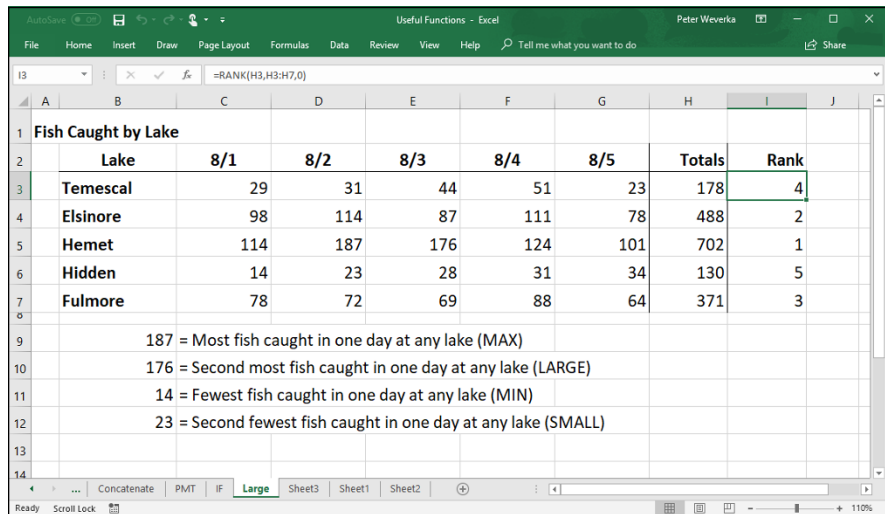 AutoSave Off Useful Functions - Excel Peter Weverka
File Home Insert Draw Page Layout Formulas Data Review View Help Tell me what you want to do Share
I3 fx =RANK(H3,H3:H7,0)
A B C D E F G H I J
1 Fish Caught by Lake
2 Lake 8/1 8/2 8/3 8/4 8/5 Totals Rank
3 Temescal 29 31 44 51 23 178 4
4 Elsinore 98 114 87 111 78 488 2
5 Hemet 114 187 176 124 101 702 1
6 Hidden 14 23 28 31 34 130 5
7 Fulmore 78 72 69 88 64 371 3
8
9 187 = Most fish caught in one day at any lake (MAX)
10 176 = Second most fish caught in one day at any lake (LARGE)
11 14 = Fewest fish caught in one day at any lake (MIN)
12 23 = Second fewest fish caught in one day at any lake (SMALL)
13
14
... Concatenate PMT IF Large Sheet3 Sheet1 Sheet2
Ready Scroll Lock 110%